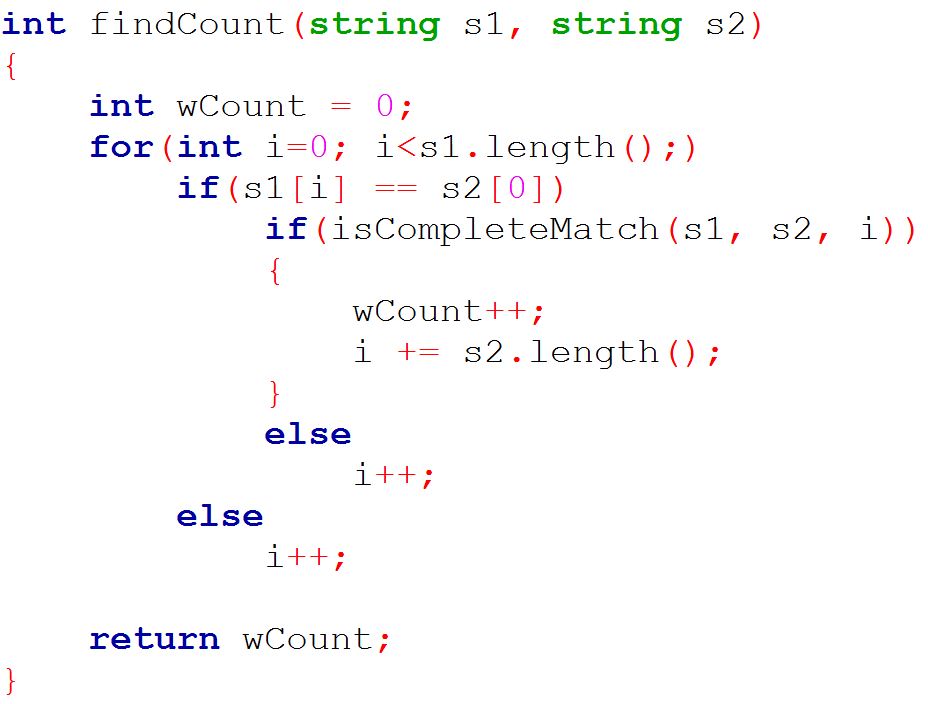 int findCount(string s1, string s2)
{
    int wCount = 0;
    for(int i=0; i<s1.length();)
        if(s1[i] == s2[0])
            if(isCompleteMatch(s1, s2, i))
            {
                wCount++;
                i += s2.length();
            }
            else
                i++;
        else
            i++;

    return wCount;
}